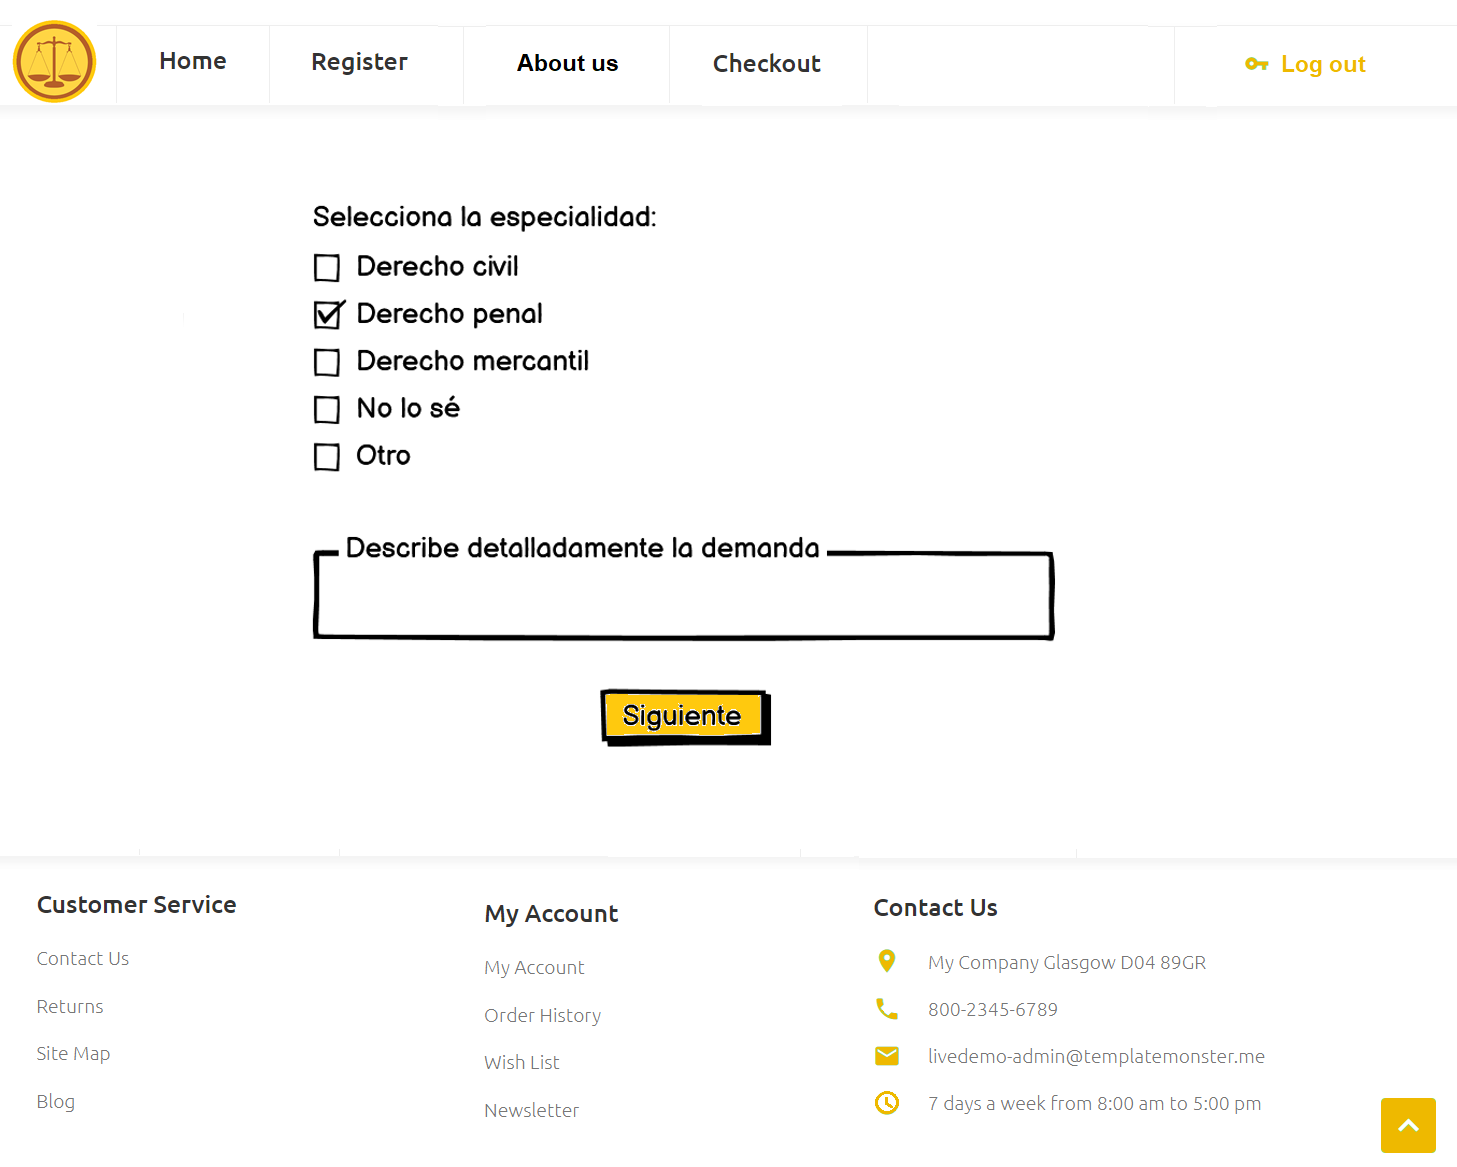 Home
Register
About us
Checkout
Log out
Selecciona la especialidad:
Derecho civil
Derecho penal
Derecho mercantil
No lo sé
Otro
Describe detalladamente la demanda
Siguiente
Customer Service
Contact Us
Returns
Site Map
Blog
My Account
My Account
Order History
Wish List
Newsletter
Contact Us
My Company Glasgow D04 89GR
800-2345-6789
livedemo-admin@templatemonster.me
7 days a week from 8:00 am to 5:00 pm